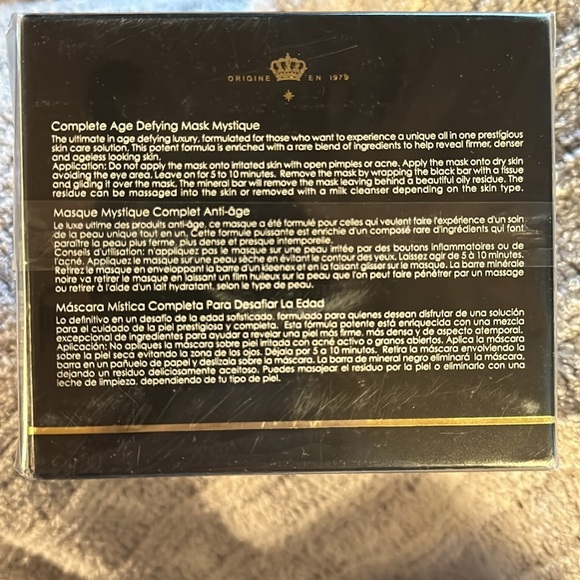 ORIGINE EN 1979
Complete Age Defying Mask Mystique
The ultimate in age defying luxury, formulated for those who want to experience a unique all in one prestigious
skin care solution. This potent formula is enriched with a rare blend of ingredients to help reveal firmer, denser
and ageless looking skin.
Application: Do not apply the mask onto irritated skin with open pimples or acne. Apply the mask onto dry skin
avoiding the eye area. Leave on for 5 to 10 minutes. Remove the mask by wrapping the black bar with a tissue
and gliding it over the mask. The mineral bar will remove the mask leaving behind a beautiful oily residue. The
residue can be massaged into the skin or removed with a milk cleanser depending on the skin type.
Masque Mystique Complet Anti-âge
Le luxe ultime des produits anti-âge, ce masque a été formulé pour celles qui veulent faire l'expérience d'un soin
de la peau unique tout en un. Cette formule puissante est enrichie d'un composé rare d'ingrédients qui font
paraître la peau plus ferme, plus dense et presque intemporelle.
Conseils d'utilisation: n'appliquez pas le masque sur une peau irritée par des boutons inflammatoires ou de
l'acné. Appliquez le masque sur une peau sèche en évitant le contour des yeux. Laissez agir de 5 à 10 minutes.
Retirez le masque en enveloppant la barre d'un kleenex et en la faisant glisser sur le masque. La barre minérale
noire va retirer le masque en laissant un film huileux sur la peau que l'on peut faire pénétrer par un massage
ou retirer à l'aide d'un lait hydratant, selon le type de peau.
Máscara Mística Completa Para Desafiar La Edad
Lo definitivo en un desafío de la edad sofisticado, formulado para quienes desean disfrutar de una solución
para el cuidado de la piel prestigiosa y completa. Esta fórmula potente está enriquecida con una mezcla
excepcional de ingredientes para ayudar a revelar una piel más firme, más densa y de aspecto atemporal.
Aplicación: No apliques la máscara sobre piel irritada con acné activo o granos abiertos. Aplica la máscara
sobre la piel seca evitando la zona de los ojos. Déjala por 5 a 10 minutos. Retira la máscara envolviendo la
barra en un pañuelo de papel y deslízala sobre la máscara. La barra de mineral negro eliminará la máscara,
dejando un residuo deliciosamente aceitoso. Puedes masajear el residuo por la piel o eliminarlo con una
leche de limpieza, dependiendo de tu tipo de piel.